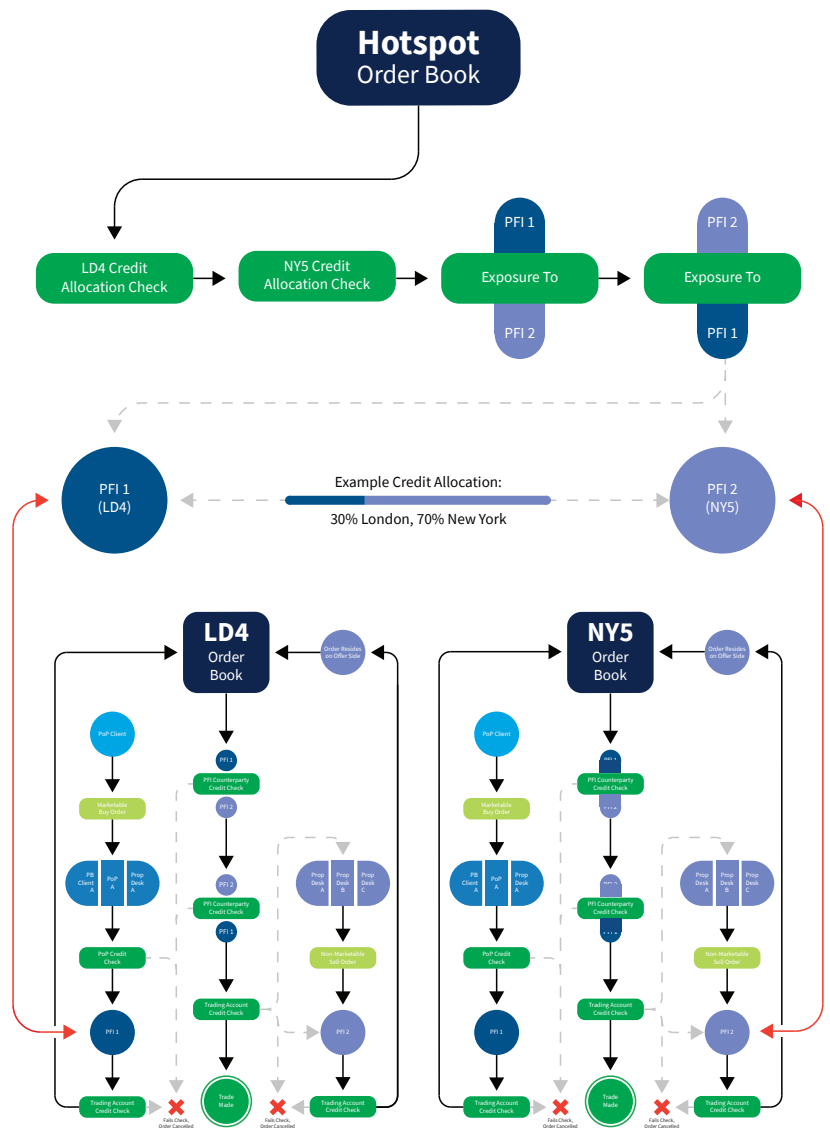 Hotspot
Order Book
PFI 1
PFI 2
LD4 Credit
Allocation Check
NY5 Credit
Allocation Check
Exposure To
Exposure To
PFI 2
PFI 1
Example Credit Allocation:
PFI 1
(LD4)
PFI 2
(NY5)
30% London, 70% New York
LD4
Order
Book
Order Resides
on Offer Side
PoP Client
PFI 1
PFI Counterparty
Credit Check
Marketable
Buy Order
PFI 2
PB
Client
A
PoP
A
Prop
Desk
A
PFI 2
Prop
Desk
A
Prop
Desk
B
Prop
Desk
C
PFI Counterparty
Credit Check
PFI 1
PoP Credit
Check
Non-Marketable
Sell Order
Trading Account
Credit Check
PFI 1
PFI 2
Trading Account
Credit Check
Trade
Made
Trading Account
Credit Check
Fails Check,
Order Cancelled
Fails Check,
Order Cancelled
NY5
Order
Book
Order Resides
on Offer Side
PoP Client
PFI Counterparty
Credit Check
Marketable
Buy Order
PB
Client
A
PoP
A
Prop
Desk
A
Prop
Desk
A
Prop
Desk
B
Prop
Desk
C
PFI Counterparty
Credit Check
PoP Credit
Check
Non-Marketable
Sell Order
Trading Account
Credit Check
PFI 1
PFI 2
Trading Account
Credit Check
Trade
Made
Trading Account
Credit Check
Fails Check,
Order Cancelled
Fails Check,
Order Cancelled